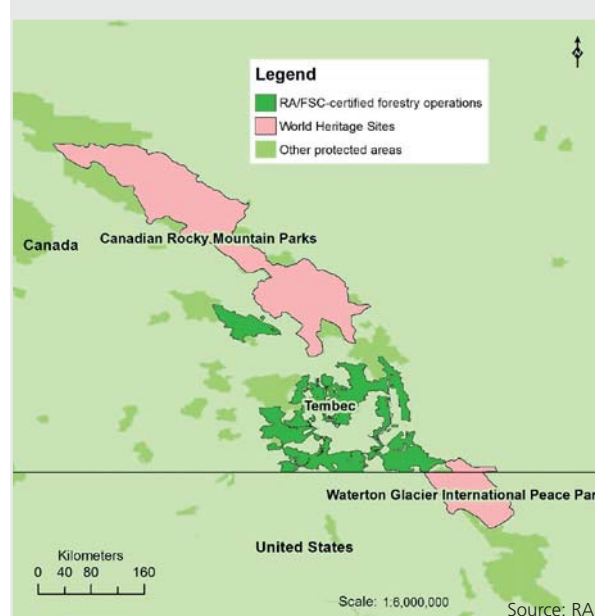 Legend
RA/FSC-certified forestry operations
World Heritage Sites
Other protected areas
Canada
Canadian Rocky Mountain Parks
Tembec
Waterton Glacier International Peace Par
United States
Kilometers
0 40 80 160
Scale: 1:6,000,000
Source: RA